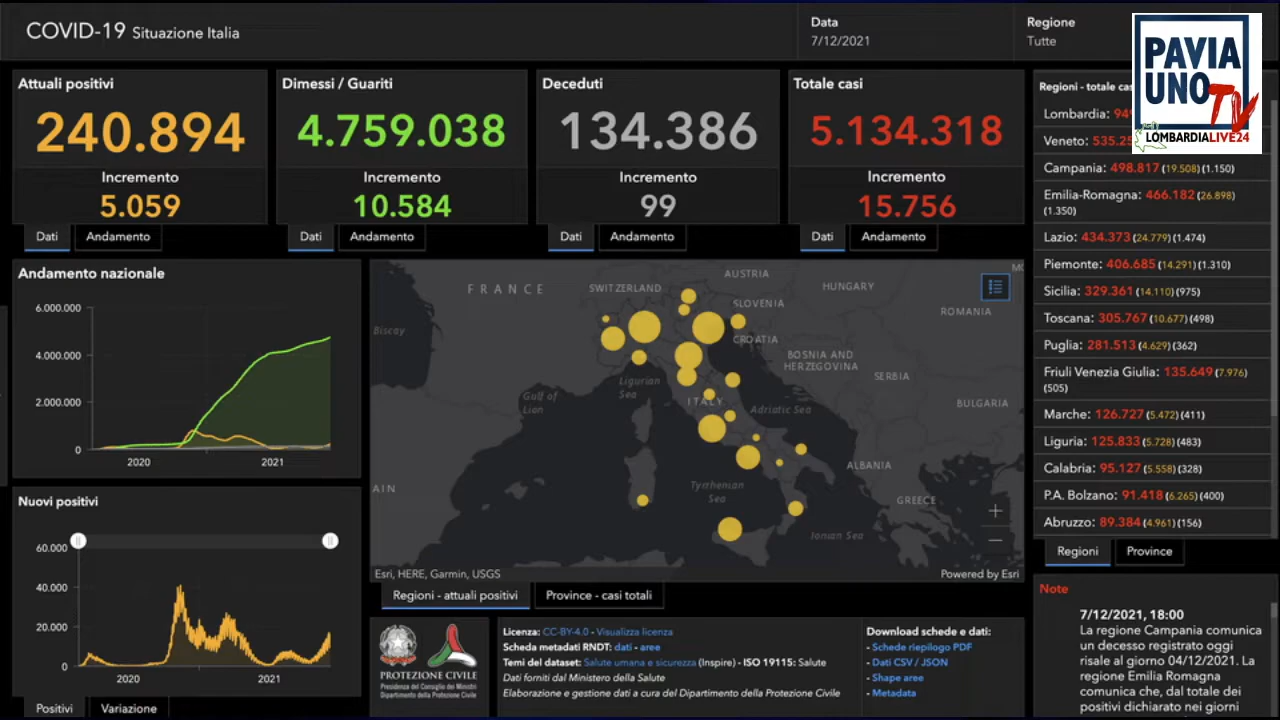 COVID-19 Situazione Italia
Data
7/12/2021
Regione
Tutte
PAVIA
UNO
TV
LOMBARDIALIVE24
Attuali positivi
240.894
Incremento
5.059
Dati
Andamento
Dimessi / Guariti
4.759.038
Incremento
10.584
Dati
Andamento
Deceduti
134.386
Incremento
99
Dati
Andamento
Totale casi
5.134.318
Incremento
15.756
Dati
Andamento
Regioni - totale
Lombardia:
Veneto:
Campania: 498.817 (19.508) (1.150)
Emilia-Romagna: 466.182 (26.898)
(1.350)
Lazio: 434.373 (24.779) (1.474)
Piemonte: 406.685 (14.291) (1.310)
Sicilia: 329.361 (14.110) (975)
Toscana: 305.767 (10.677) (498)
Puglia: 281.513 (4.629) (362)
Friuli Venezia Giulia: 135.649 (7.976)
(505)
Marche: 126.727 (5.472) (411)
Liguria: 125.833 (5.728) (483)
Calabria: 95.127 (5.558) (328)
P.A. Bolzano: 91.418 (6.265) (400)
Abruzzo: 89.384 (4.961) (156)
Regioni
Province
Andamento nazionale
6.000.000
4.000.000
2.000.000
0
2020
2021
Nuovi positivi
60.000
40.000
20.000
0
2020
2021
Positivi
Variazione
FRANCE
AUSTRIA
SWITZERLAND
HUNGARY
SLOVENIA
ROMANIA
Biscay
CROATIA
BOSNIA AND
HERZEGOVINA
SERBIA
Ligurian
Sea
Gulf of
Lion
ITALY
Adriatic Sea
BULGARIA
ALBANIA
AIN
Tyrrhenian
Sea
GREECE
Ionian Sea
Esri, HERE, Garmin, USGS
Powered by Esri
Regioni - attuali positivi
Province - casi totali
PROTEZIONE CIVILE
Presidenza del Consiglio dei Ministri
Dipartimento della Protezione Civile
Licenza: CC-BY-4.0 - Visualizza licenza
Scheda metadati RNDT: dati - aree
Temi del dataset: Salute umana e sicurezza (Inspire) - ISO 19115: Salute
Dati forniti dal Ministero della Salute
Elaborazione e gestione dati a cura del Dipartimento della Protezione Civile
Download schede e dati:
- Schede riepilogo PDF
- Dati CSV / JSON
- Shape aree
- Metadata
Note
7/12/2021, 18:00
La regione Campania comunica
un decesso registrato oggi
risale al giorno 04/12/2021. La
regione Emilia Romagna
comunica che, dal totale dei
positivi dichiarato nei giorni